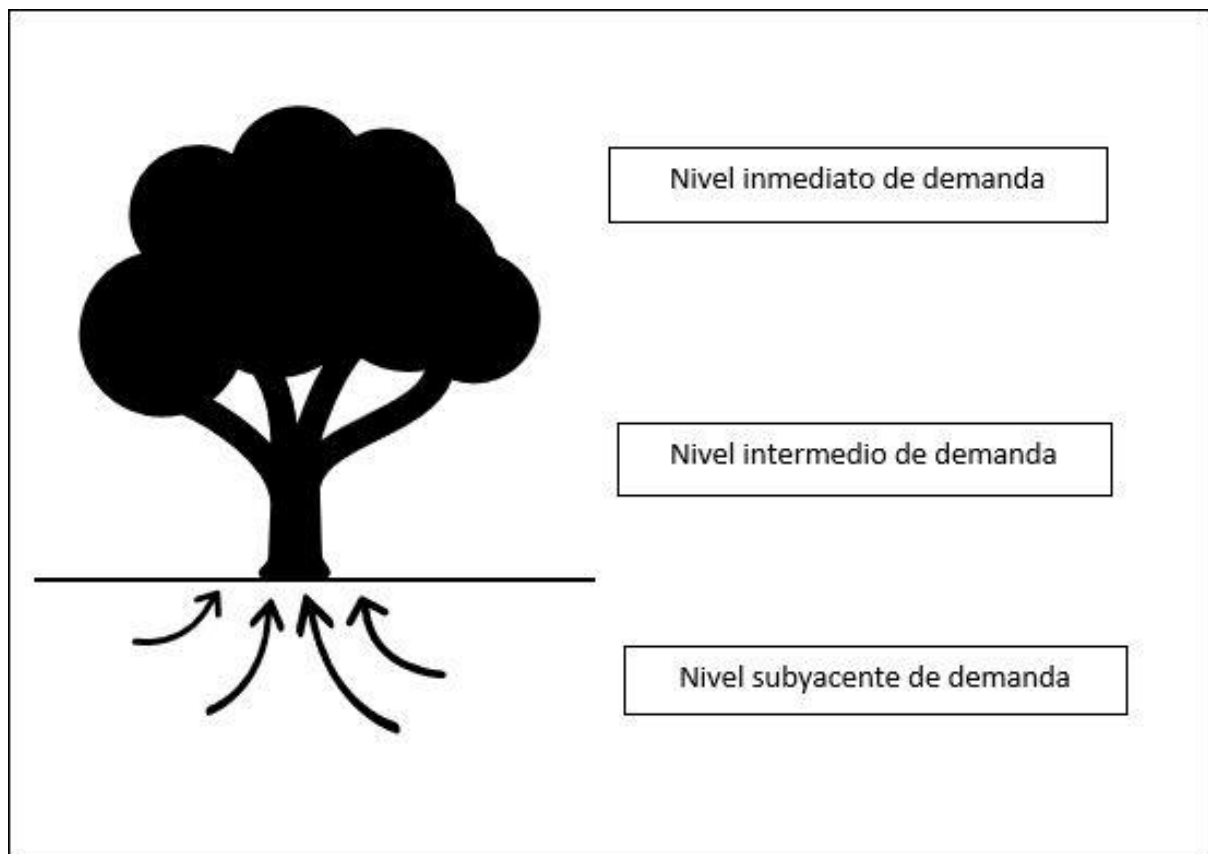 Nivel inmediato de demanda
Nivel intermedio de demanda
Nivel subyacente de demanda